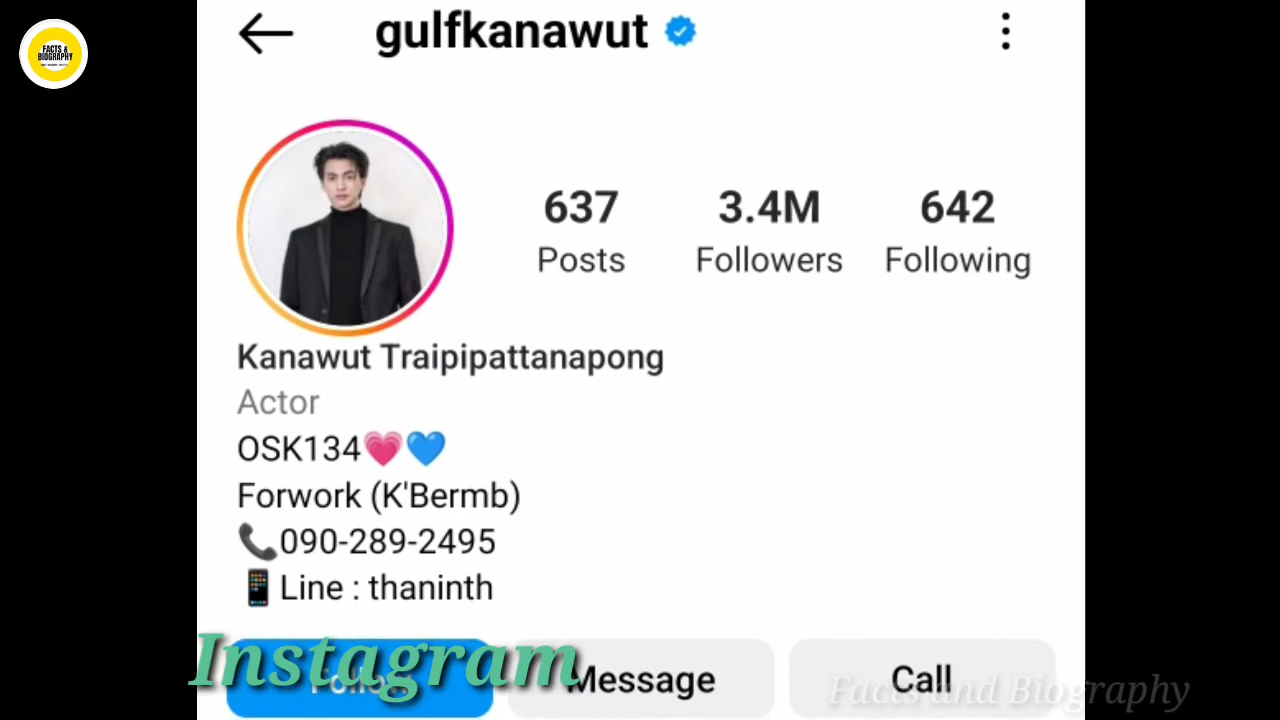 FACTS &
BIOGRAPHY
gulfkanawut
637 3.4M 642
Posts Followers Following
Kanawut Traipipattanapong
Actor
OSK134💗💙
Forwork (K'Bermb)
📞090-289-2495
📱Line : thaninth
Instagram
Follow Message Call
Facts and Biography